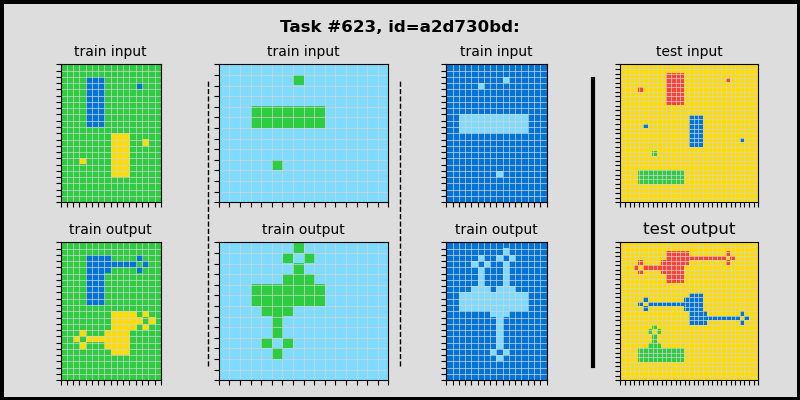 Task #623, id=a2d730bd:
train input train input train input test input
train output train output train output test output